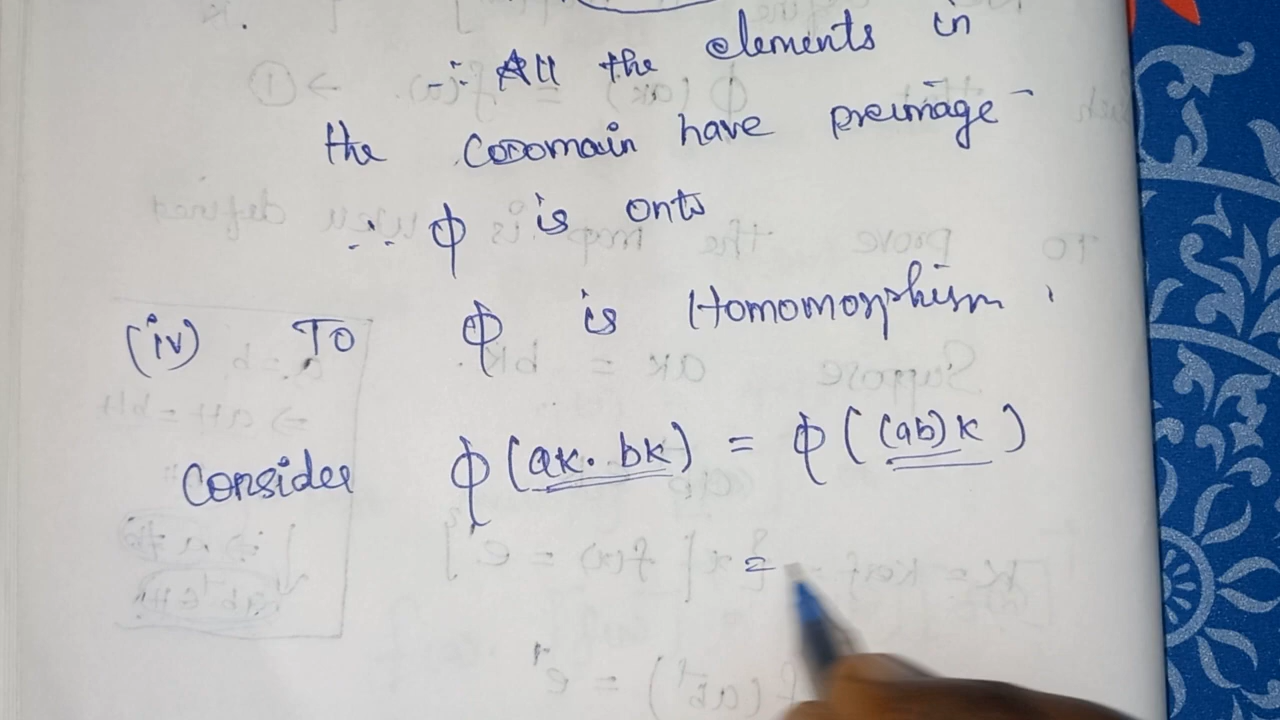 ∴ All the elements in
the codomain have preimage
∴ ϕ is onto
(iv) To ϕ is Homomorphism.
Consider ϕ(ak. bk) = ϕ((ab)k)
=